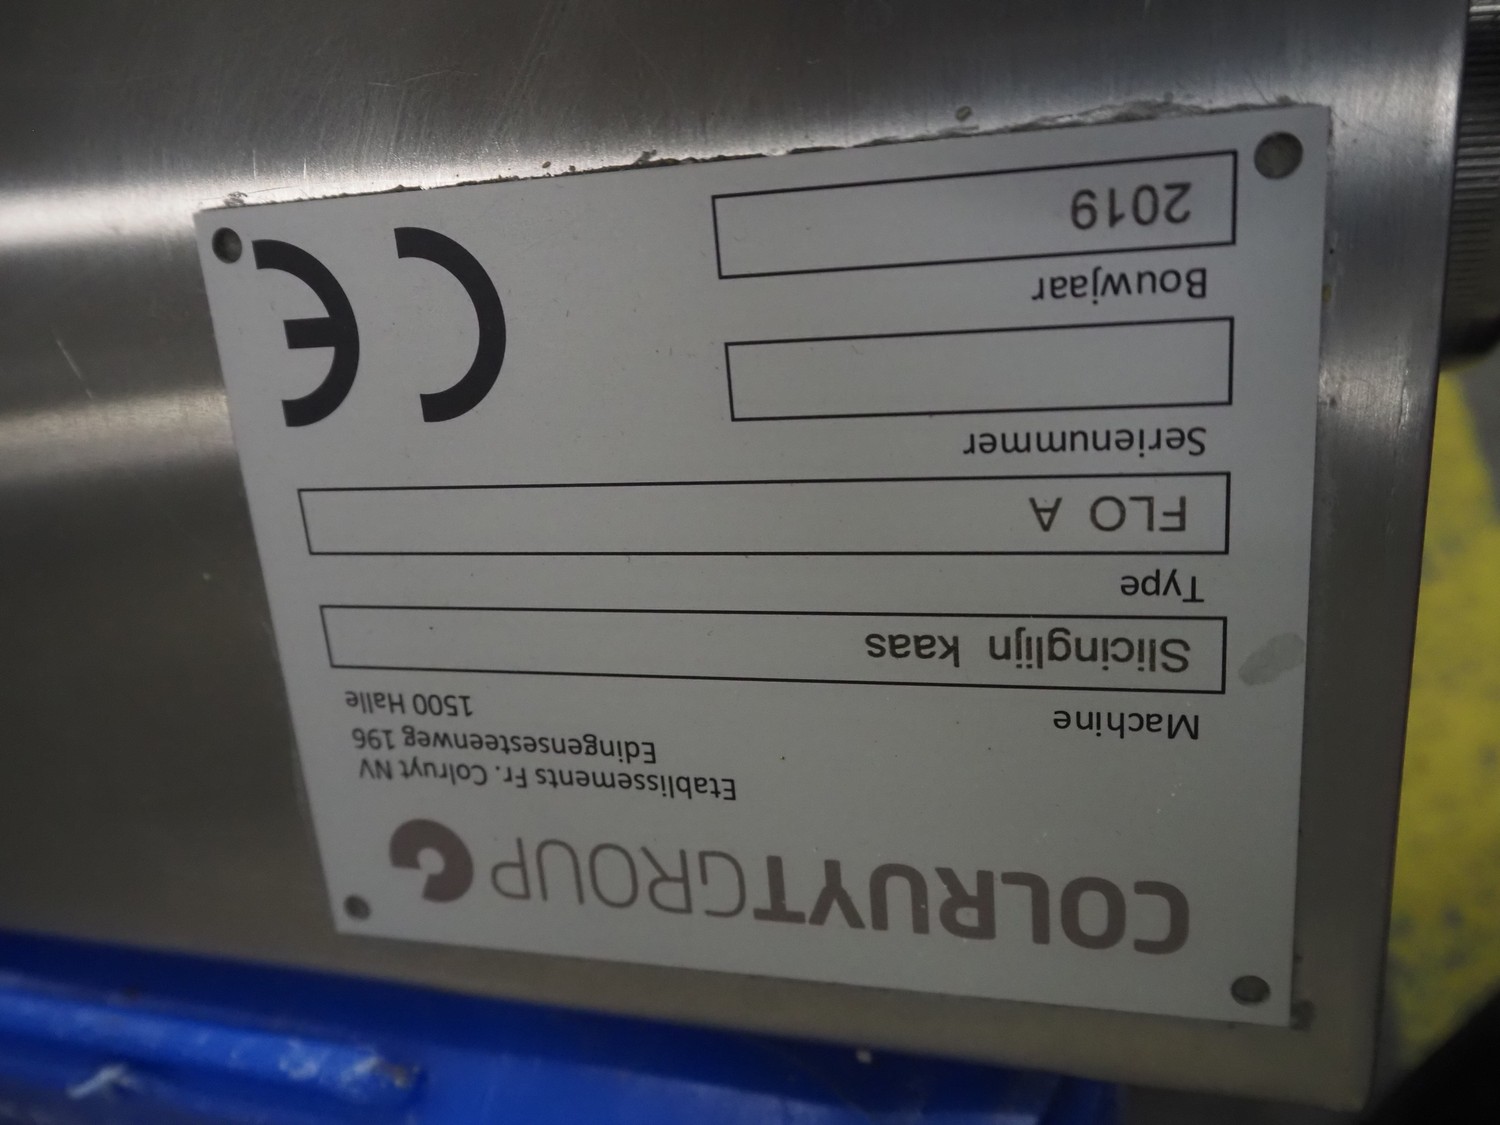 COLRUYTGROUP
Etablissements Fr. Colruyt NV
Edingensesteenweg 196
1500 Halle
Machine
Slicinglijn kaas
Type
FLO A
Serienummer
Bouwjaar
2019
CE